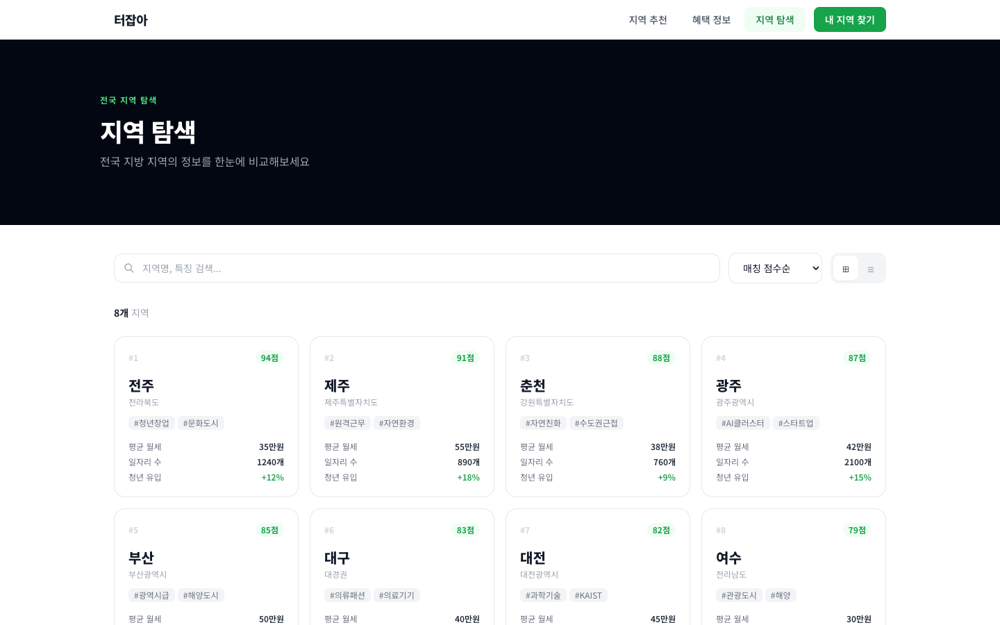 터잡아
지역 추천 혜택 정보 지역 탐색 내 지역 찾기
전국 지역 탐색
지역 탐색
전국 지방 지역의 정보를 한눈에 비교해보세요
지역명, 특징 검색... 매칭 점수순
8개 지역
#1 94점
전주
전라북도
#청년창업 #문화도시
평균 월세 35만원
일자리 수 1240개
청년 유입 +12%
#2 91점
제주
제주특별자치도
#원격근무 #자연환경
평균 월세 55만원
일자리 수 890개
청년 유입 +18%
#3 88점
춘천
강원특별자치도
#자연친화 #수도권근접
평균 월세 38만원
일자리 수 760개
청년 유입 +9%
#4 87점
광주
광주광역시
#AI클러스터 #스타트업
평균 월세 42만원
일자리 수 2100개
청년 유입 +15%
#5 85점
부산
부산광역시
#광역시급 #해양도시
평균 월세 50만원
#6 83점
대구
대경권
#의류패션 #의료기기
평균 월세 40만원
#7 82점
대전
대전광역시
#과학기술 #KAIST
평균 월세 45만원
#8 79점
여수
전라남도
#관광도시 #해양
평균 월세 30만원